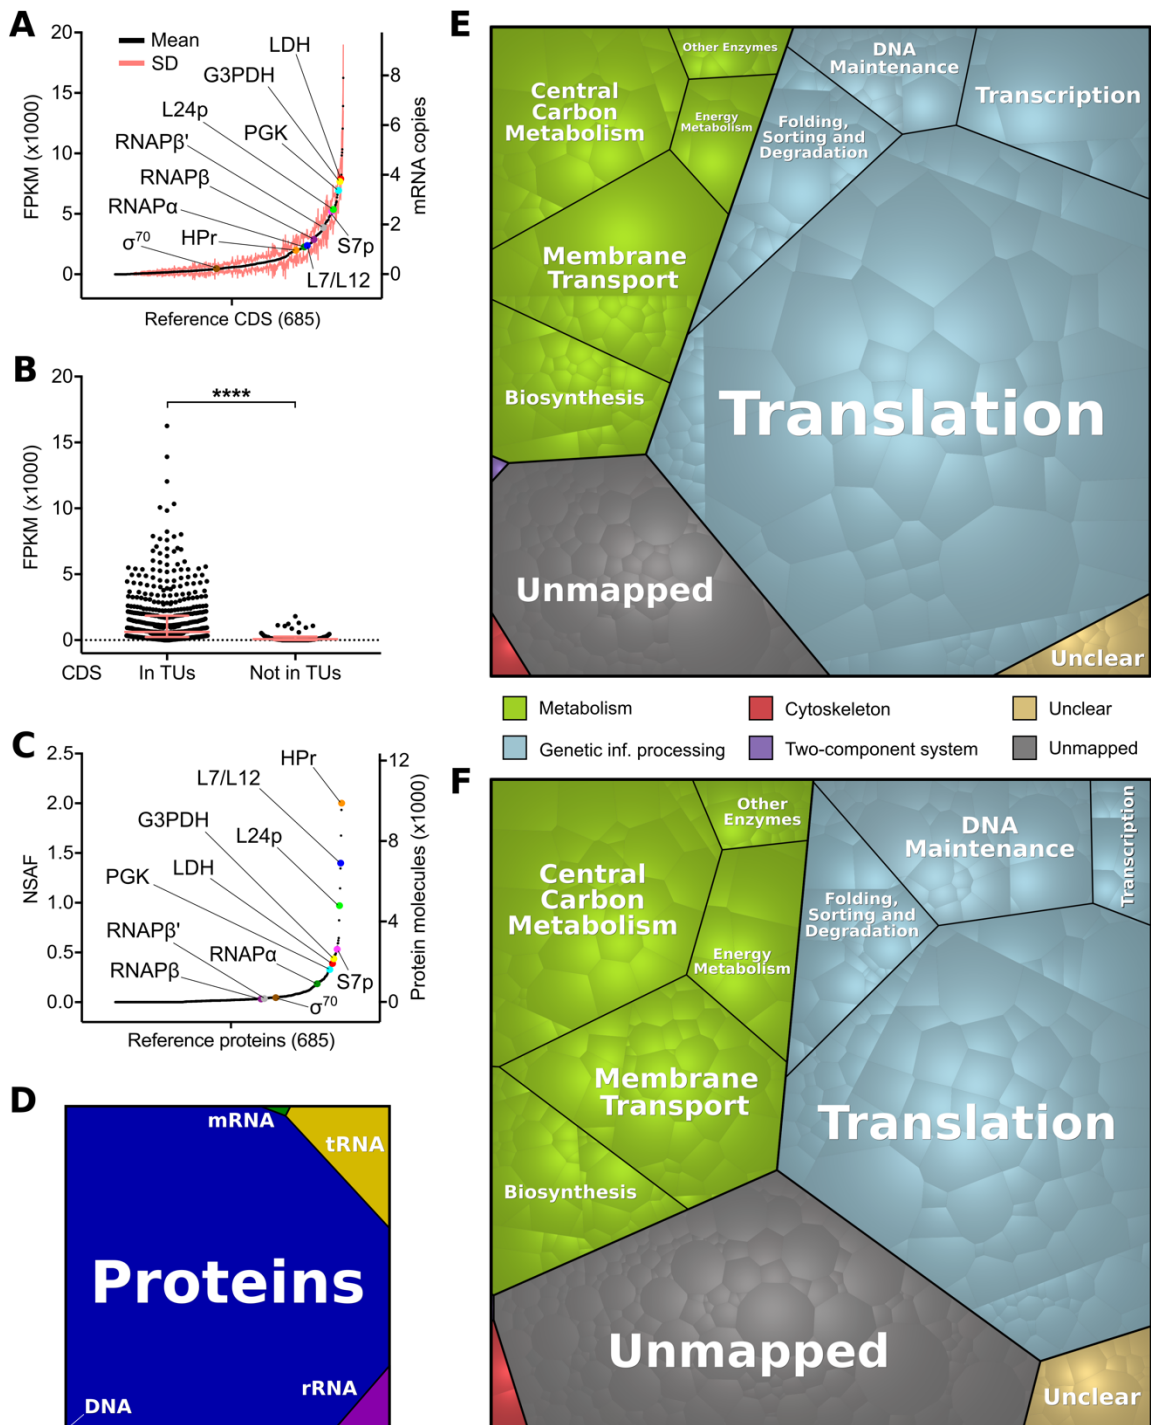 A
20
15
10
5
0
FPKM (x1000)
Mean
SD
LDH
G3PDH
L24p
PGK
RNAPβ'
RNAPβ
RNAPα
HPr
σ70
S7p
L7/L12
8
6
4
2
0
mRNA copies
Reference CDS (685)
B
20
15
10
5
0
FPKM (x1000)
****
CDS
In TUs
Not in TUs
C
2.5
2.0
1.5
1.0
0.5
0.0
NSAF
HPr
L7/L12
G3PDH
L24p
LDH
PGK
RNAPβ'
RNAPα
RNAPβ
S7p
σ70
12
8
4
0
Protein molecules (x1000)
Reference proteins (685)
D
mRNA
tRNA
Proteins
rRNA
DNA
E
Other Enzymes
Central
Carbon
Metabolism
Energy
Metabolism
DNA
Maintenance
Transcription
Folding,
Sorting and
Degradation
Membrane
Transport
Biosynthesis
Translation
Unmapped
Unclear
Metabolism
Cytoskeleton
Unclear
Genetic inf. processing
Two-component system
Unmapped
F
Other
Enzymes
Central
Carbon
Metabolism
Energy
Metabolism
DNA
Maintenance
Transcription
Folding,
Sorting and
Degradation
Membrane
Transport
Translation
Biosynthesis
Unmapped
Unclear